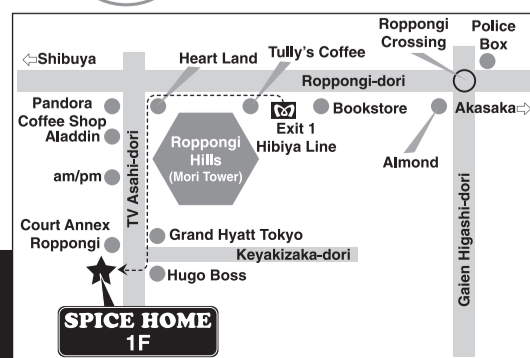 Roppongi
Crossing
Police
Box
⇦Shibuya
Heart Land
Tully's Coffee
Roppongi-dori
Pandora
Coffee Shop
Aladdin
am/pm
Court Annex
Roppongi
TV Asahi-dori
Roppongi
Hills
(Mori Tower)
Exit 1
Hibiya Line
Bookstore
Almond
Akasaka⇨
Gaien Higashi-dori
Grand Hyatt Tokyo
Keyakizaka-dori
Hugo Boss
SPICE HOME
1F